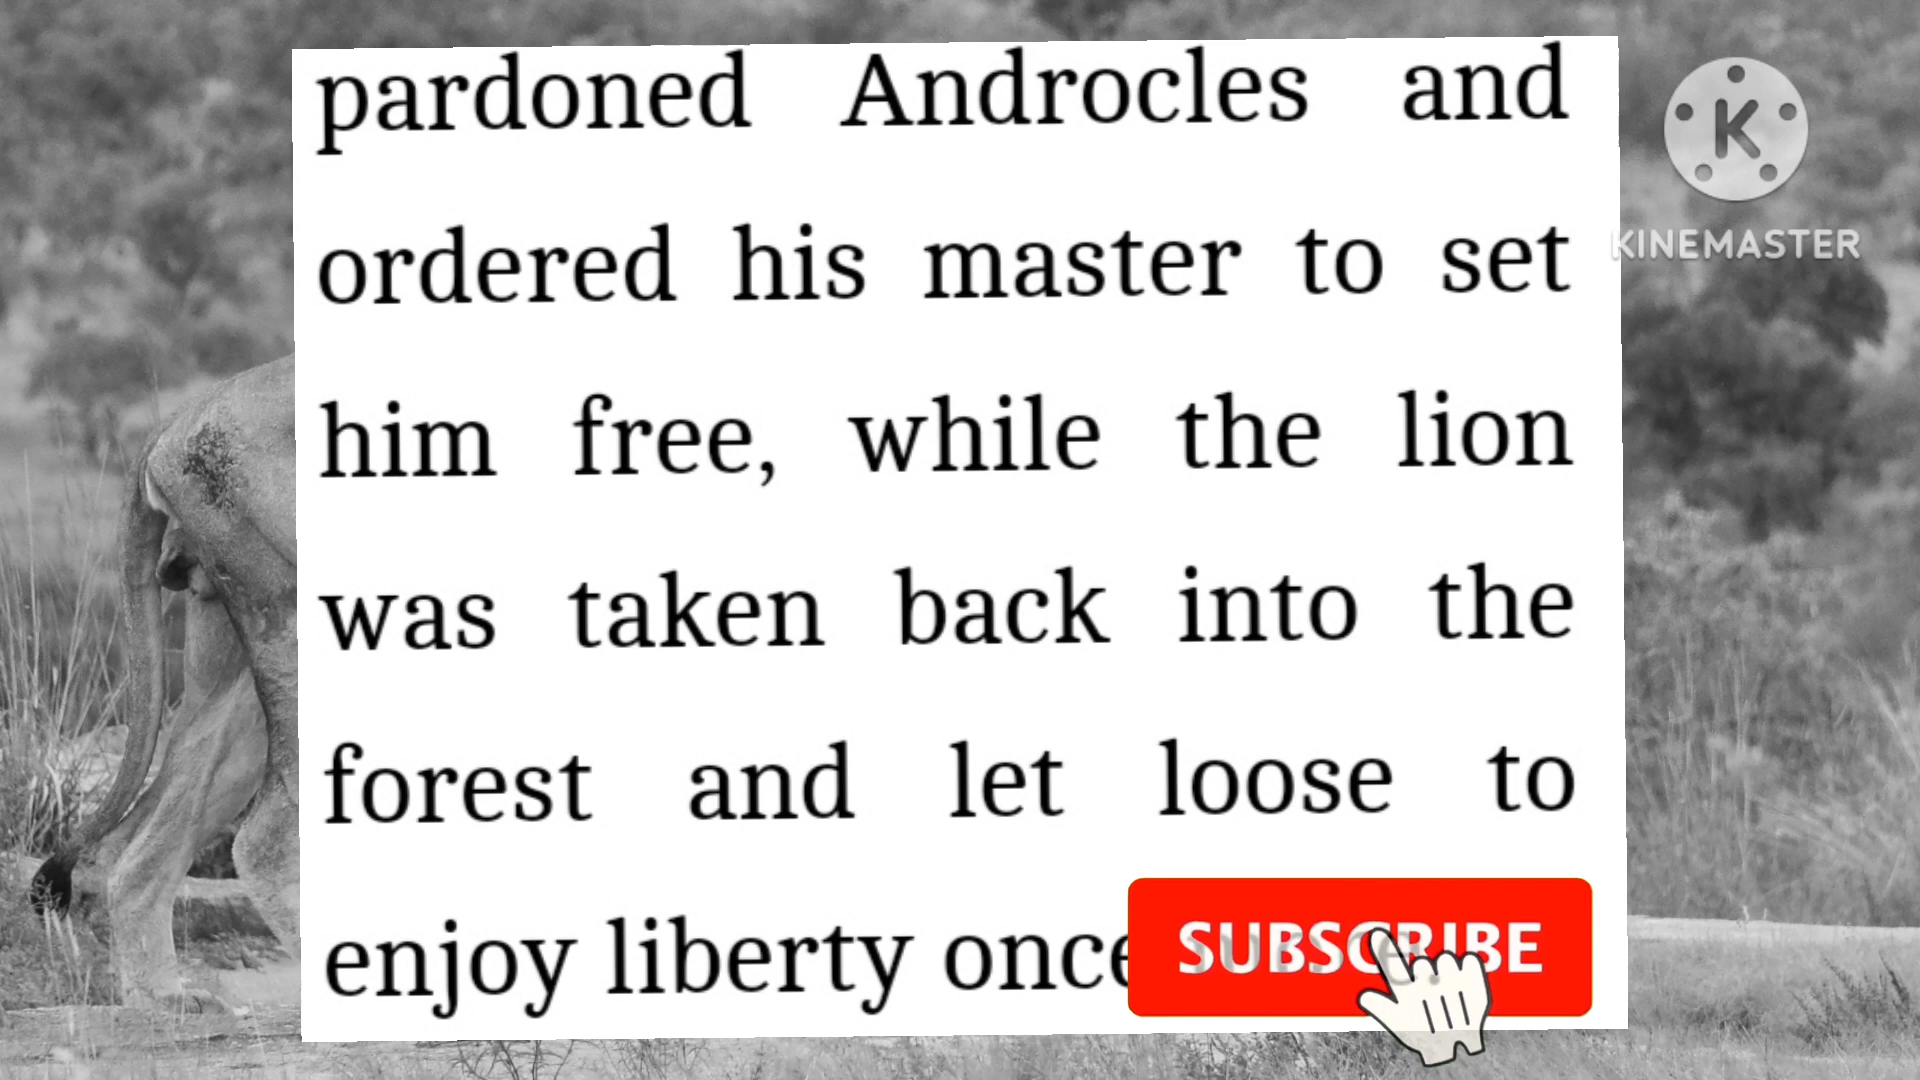 pardoned Androcles and
ordered his master to set
him free, while the lion
was taken back into the
forest and let loose to
enjoy liberty once
SUBSCRIBE
K
KINEMASTER